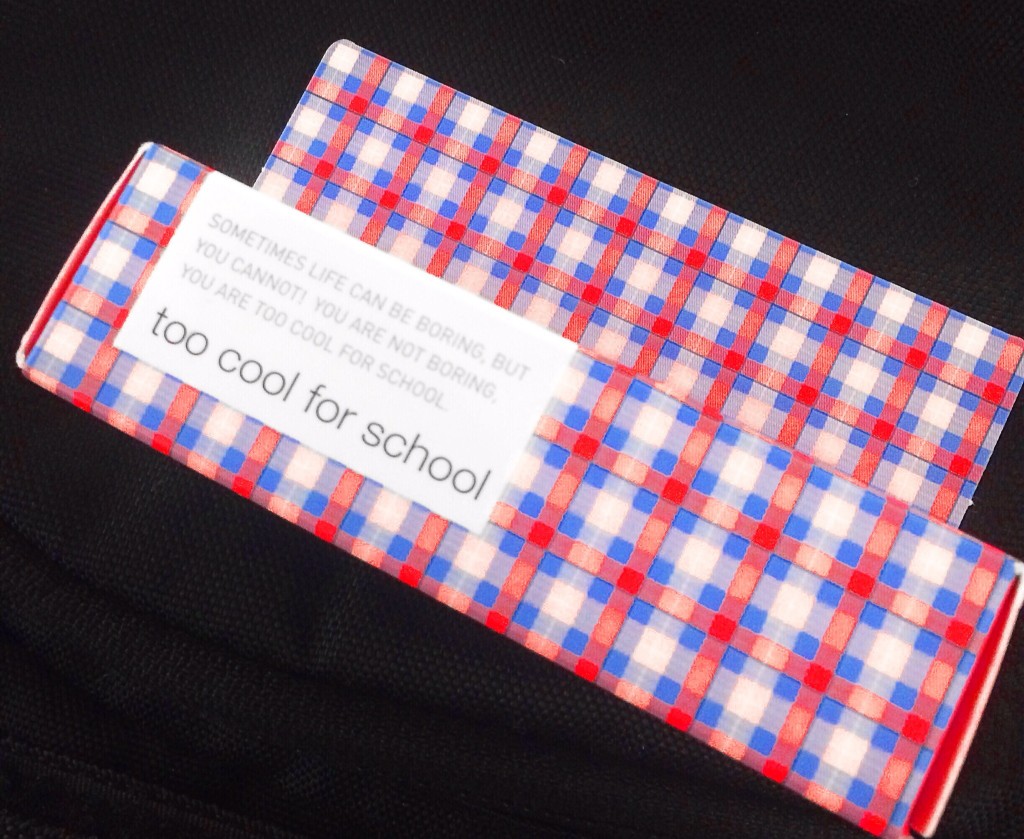 SOMETIMES LIFE CAN BE BORING, BUT
YOU CANNOT! YOU ARE NOT BORING,
YOU ARE TOO COOL FOR SCHOOL.
too cool for school